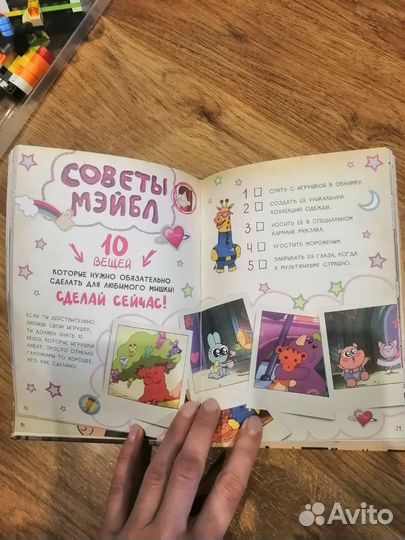 СОВЕТЫ
МЭЙБЛ
10
ВЕЩЕЙ
КОТОРЫЕ НУЖНО ОБЯЗАТЕЛЬНО
СДЕЛАТЬ ДЛЯ ЛЮБИМОГО МИШКИ!
СДЕЛАЙ СЕЙЧАС!
ЕСЛИ ТЫ ДЕЙСТВИТЕЛЬНО
ЛЮБИШЬ СВОЮ ИГРУШКУ,
ТЫ ДОЛЖЕН ЗНАТЬ 10
ВЕЩЕЙ, КОТОРЫЕ ИГРУШКИ
ЛЮБЯТ. ПРОСТО ОТМЕЧАЙ
ГАЛОЧКАМИ ТО ХОРОШЕЕ,
ЧТО УЖЕ СДЕЛАНО!
1 СПАТЬ С ИГРУШКОЙ В ОБНИМКУ.
2 СОЗДАТЬ ЕЙ УНИКАЛЬНУЮ
КОЛЛЕКЦИЮ ОДЕЖДЫ.
3 НОСИТЬ ЕЁ В СПЕЦИАЛЬНОМ
КАРМАНЕ РЮКЗАКА.
4 УГОСТИТЬ МОРОЖЕНЫМ.
5 ЗАКРЫВАТЬ ЕЙ ГЛАЗА, КОГДА
В МУЛЬТФИЛЬМЕ СТРАШНО.
Avito